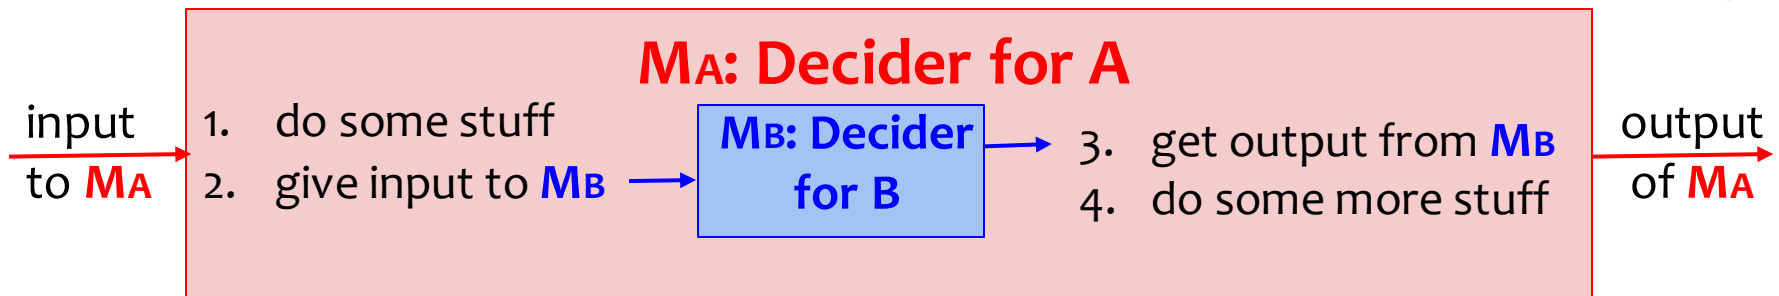 MA: Decider for A
input
to MA
1. do some stuff
2. give input to MB
MB: Decider
for B
3. get output from MB
4. do some more stuff
output
of MA